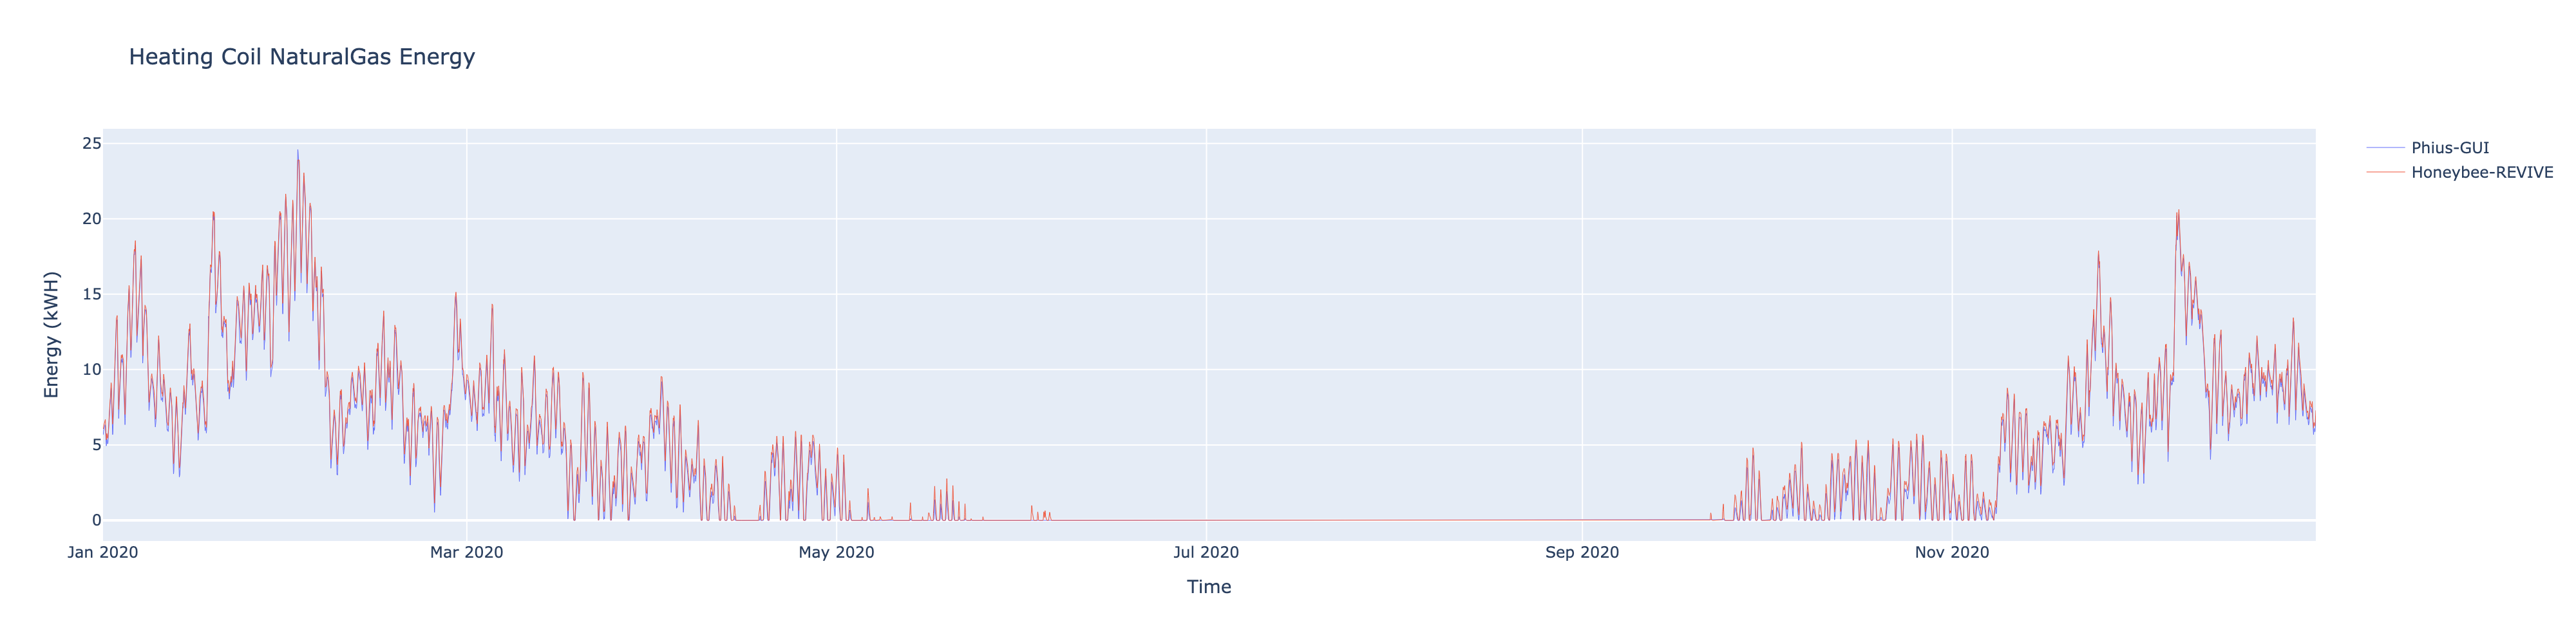 Heating Coil NaturalGas Energy
Energy (kWH)
25
20
15
10
5
0
Jan 2020
Mar 2020
May 2020
Jul 2020
Sep 2020
Nov 2020
Time
Phius-GUI
Honeybee-REVIVE